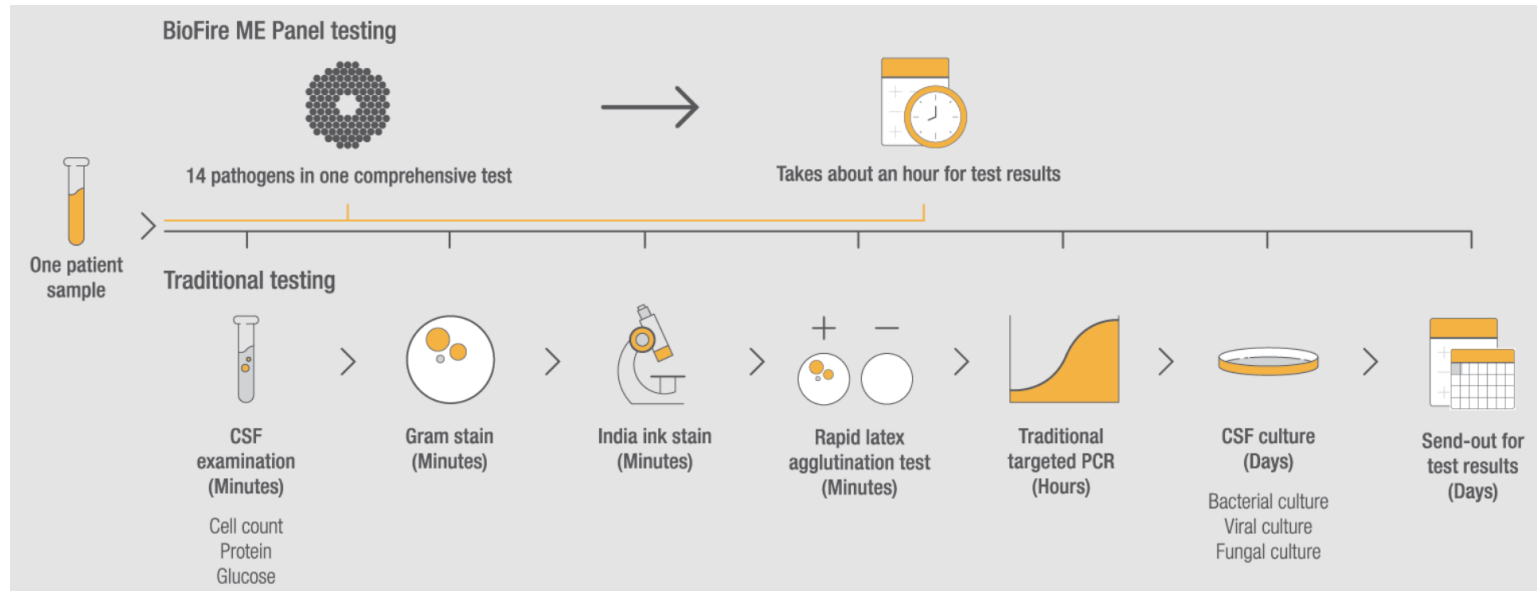 BioFire ME Panel testing
14 pathogens in one comprehensive test
Takes about an hour for test results
One patient
sample
Traditional testing
CSF
examination
(Minutes)
Cell count
Protein
Glucose
Gram stain
(Minutes)
India ink stain
(Minutes)
+ −
Rapid latex
agglutination test
(Minutes)
Traditional
targeted PCR
(Hours)
CSF culture
(Days)
Bacterial culture
Viral culture
Fungal culture
Send-out for
test results
(Days)